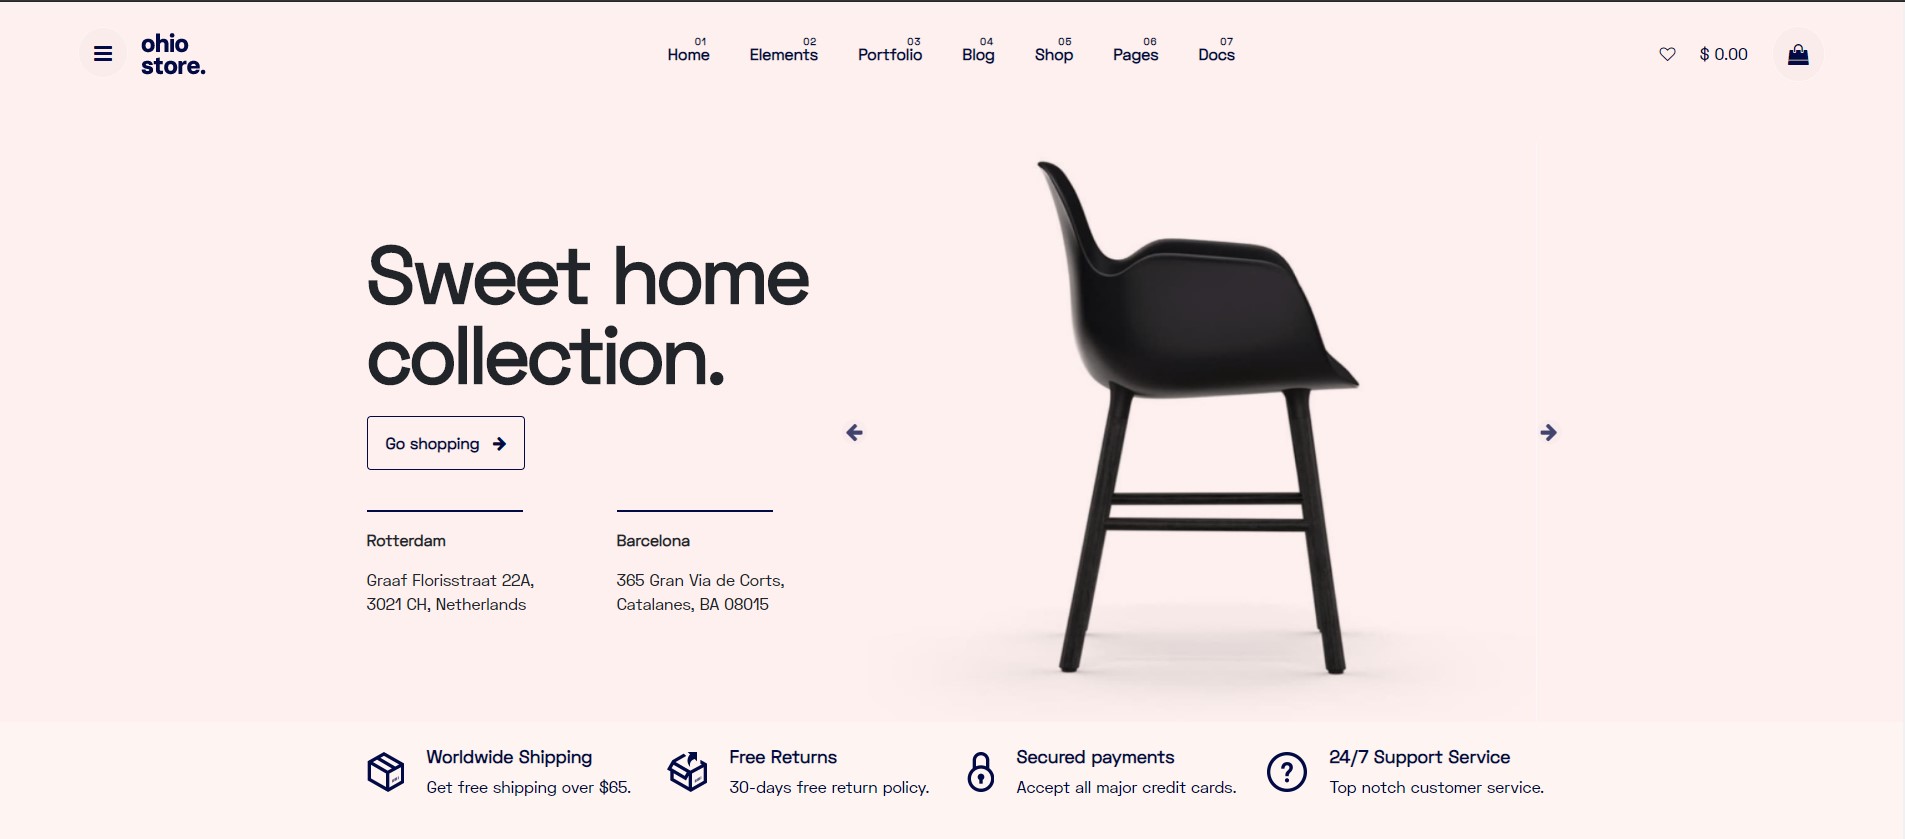 ohio
store.
01
Home
02
Elements
03
Portfolio
04
Blog
05
Shop
06
Pages
07
Docs
$ 0.00
Sweet home
collection.
Go shopping
Rotterdam
Graaf Florisstraat 22A,
3021 CH, Netherlands
Barcelona
365 Gran Via de Corts,
Catalanes, BA 08015
Worldwide Shipping
Get free shipping over $65.
Free Returns
30-days free return policy.
Secured payments
Accept all major credit cards.
24/7 Support Service
Top notch customer service.